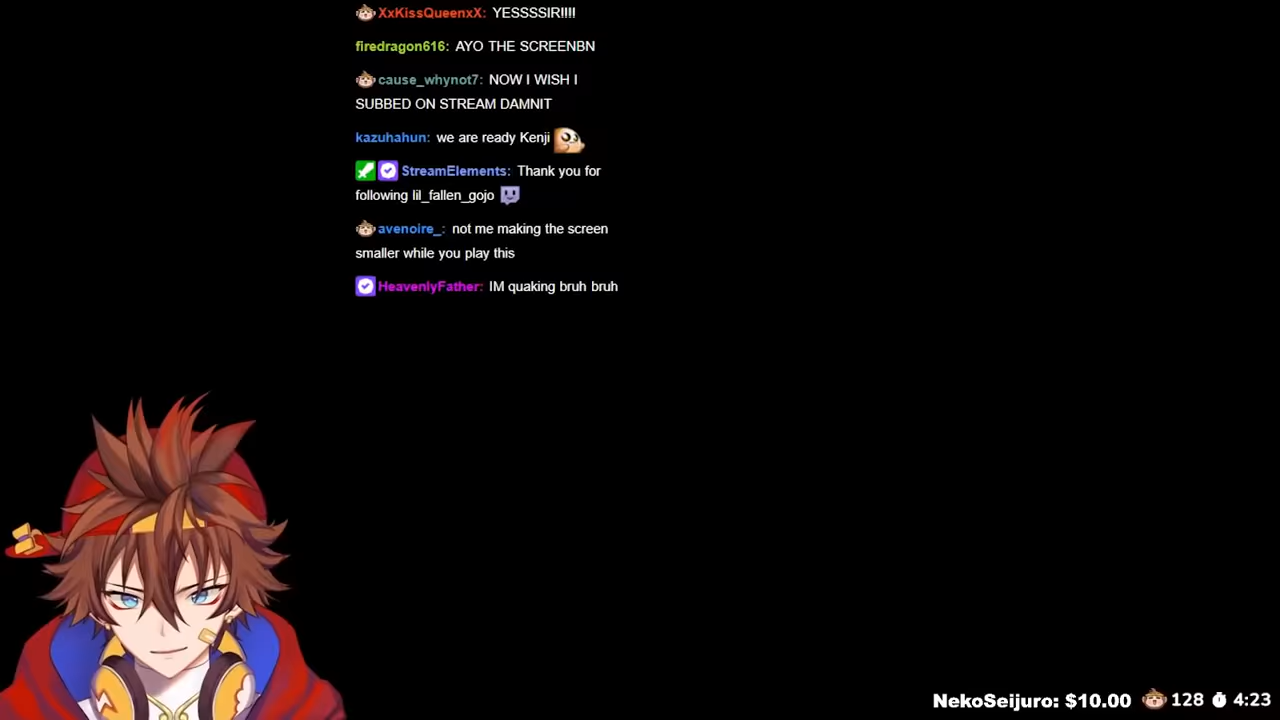 XxKissQueenxX: YESSSSIR!!!!
firedragon616: AYO THE SCREENBN
cause_whynot7: NOW I WISH I
SUBBED ON STREAM DAMNIT
kazuhahun: we are ready Kenji
StreamElements: Thank you for
following lil_fallen_gojo
avenoire_: not me making the screen
smaller while you play this
HeavenlyFather: IM quaking bruh bruh
NekoSeijuro: $10.00 128 4:23